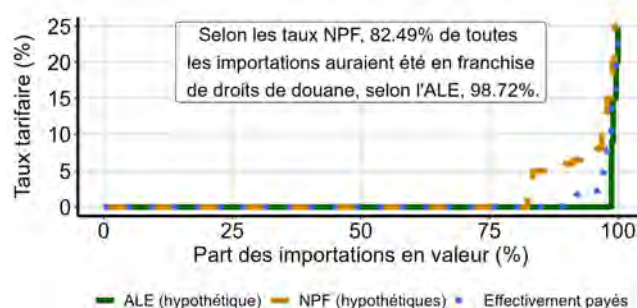 Selon les taux NPF, 82.49% de toutes
les importations auraient été en franchise
de droits de douane, selon l'ALE, 98.72%.
Taux tarifaire (%)
25
20
15
10
5
0
0 25 50 75 100
Part des importations en valeur (%)
ALE (hypothétique) NPF (hypothétiques) Effectivement payés